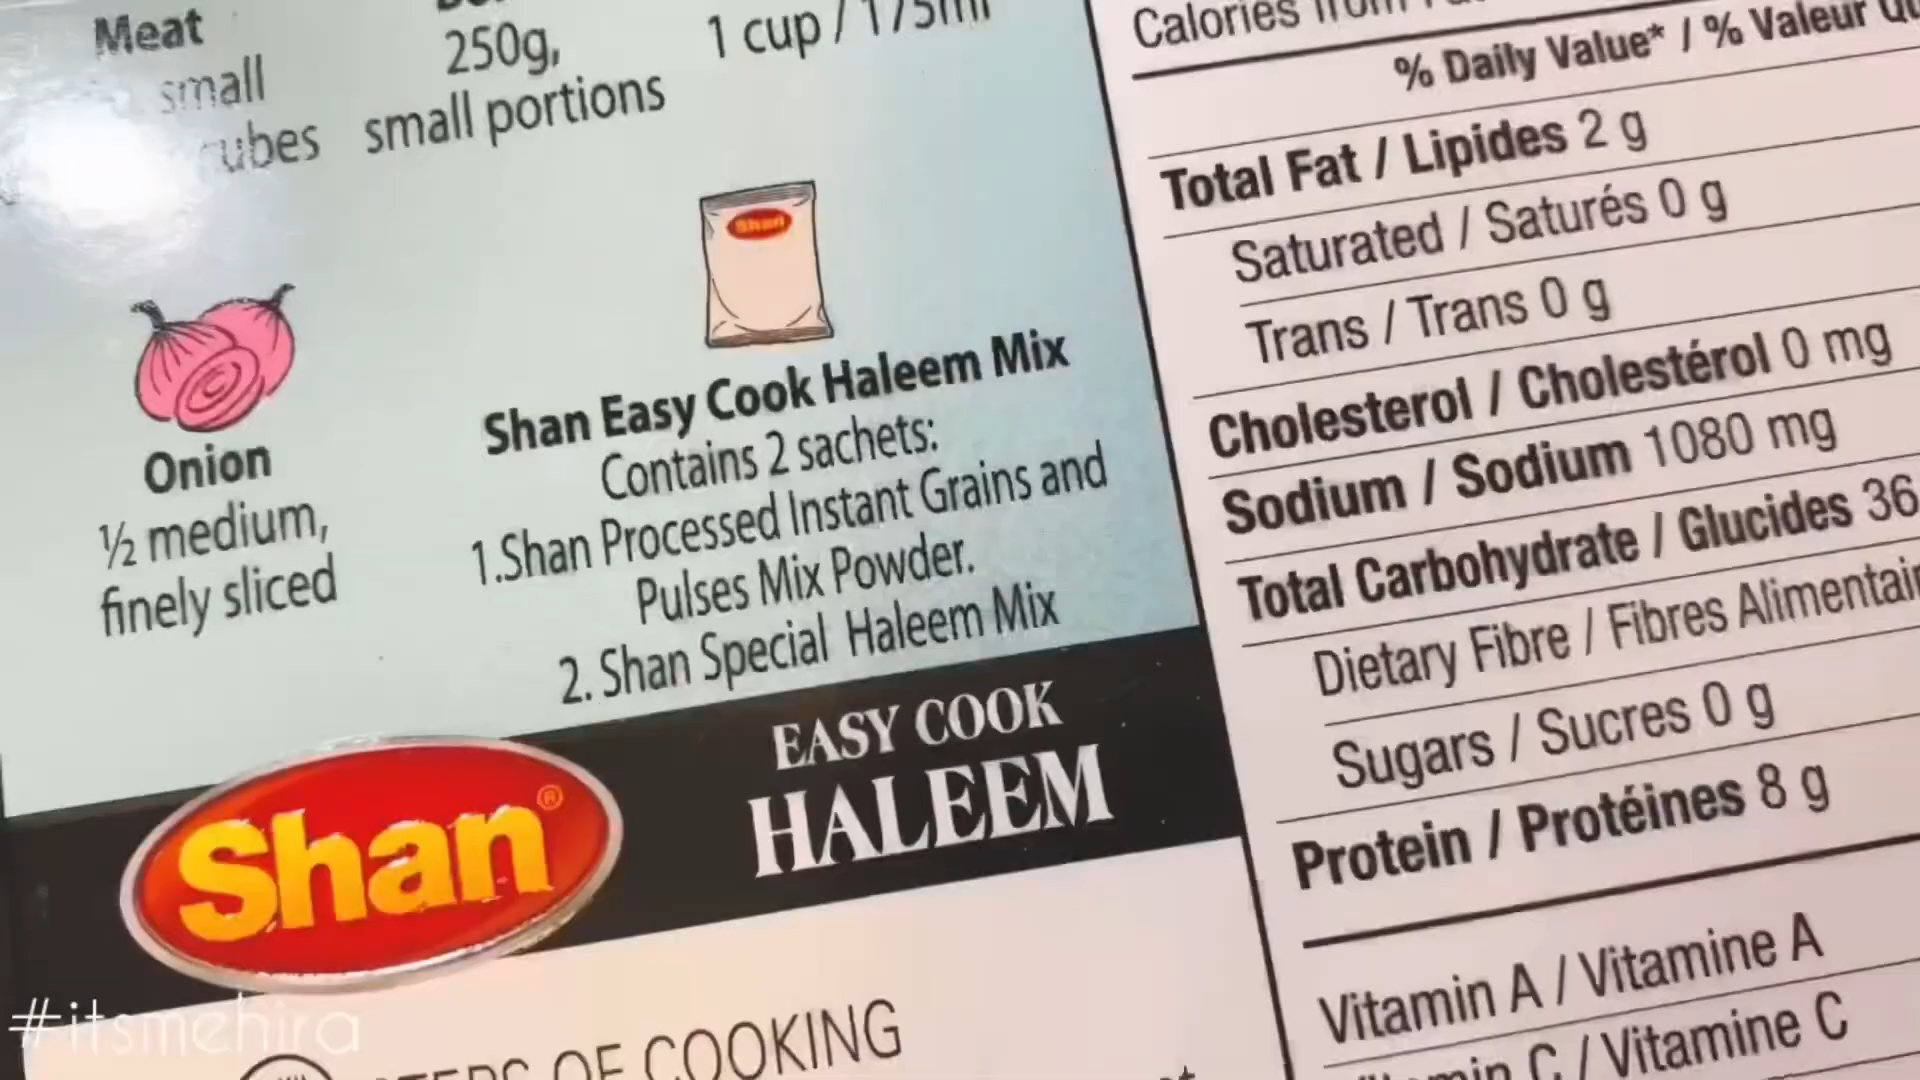 Meat
small
cubes
250g,
small portions
1 cup / 175ml
Shan
Onion
½ medium,
finely sliced
Shan Easy Cook Haleem Mix
Contains 2 sachets:
1.Shan Processed Instant Grains and
Pulses Mix Powder.
2. Shan Special Haleem Mix
Shan®
EASY COOK
HALEEM
OF COOKING
#itsmehira
Calories from
% Daily Value* / % Valeur
Total Fat / Lipides 2 g
Saturated / Saturés 0 g
Trans / Trans 0 g
Cholesterol / Cholestérol 0 mg
Sodium / Sodium 1080 mg
Total Carbohydrate / Glucides 36
Dietary Fibre / Fibres Alimentair
Sugars / Sucres 0 g
Protein / Protéines 8 g
Vitamin A / Vitamine A
C / Vitamine C